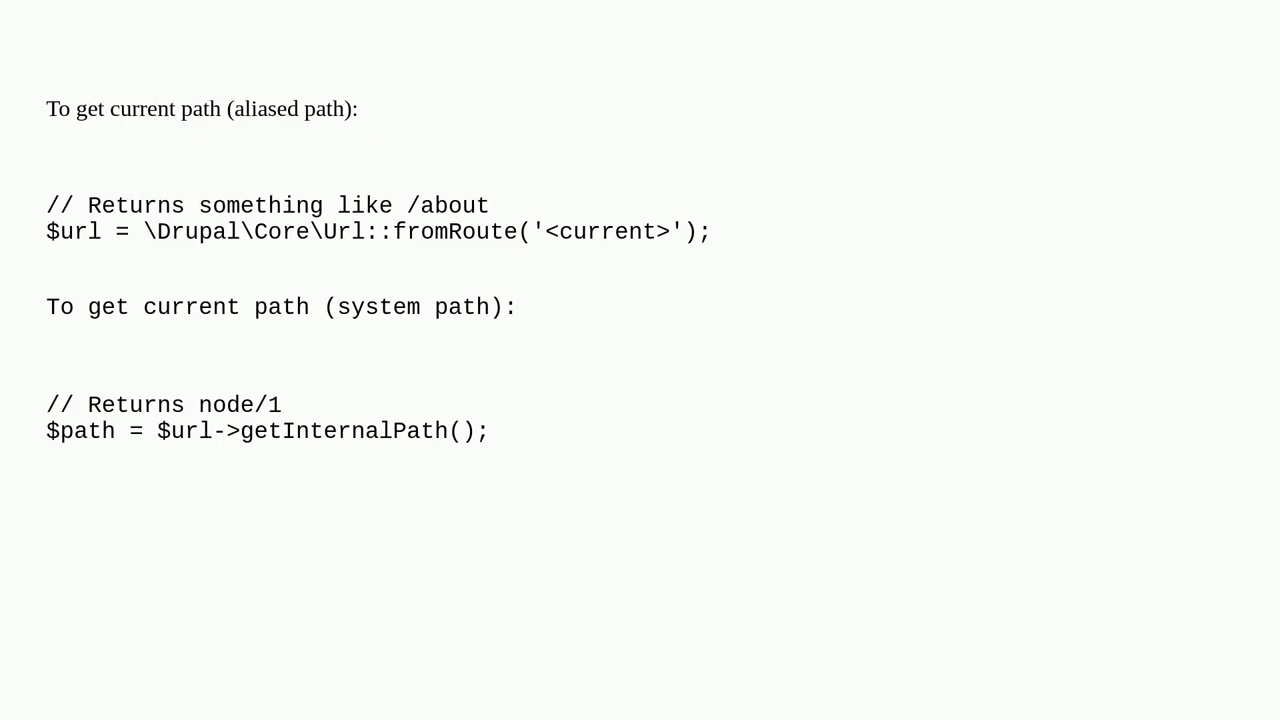 To get current path (aliased path):
// Returns something like /about
$url = \Drupal\Core\Url::fromRoute('<current>');
To get current path (system path):
// Returns node/1
$path = $url->getInternalPath();